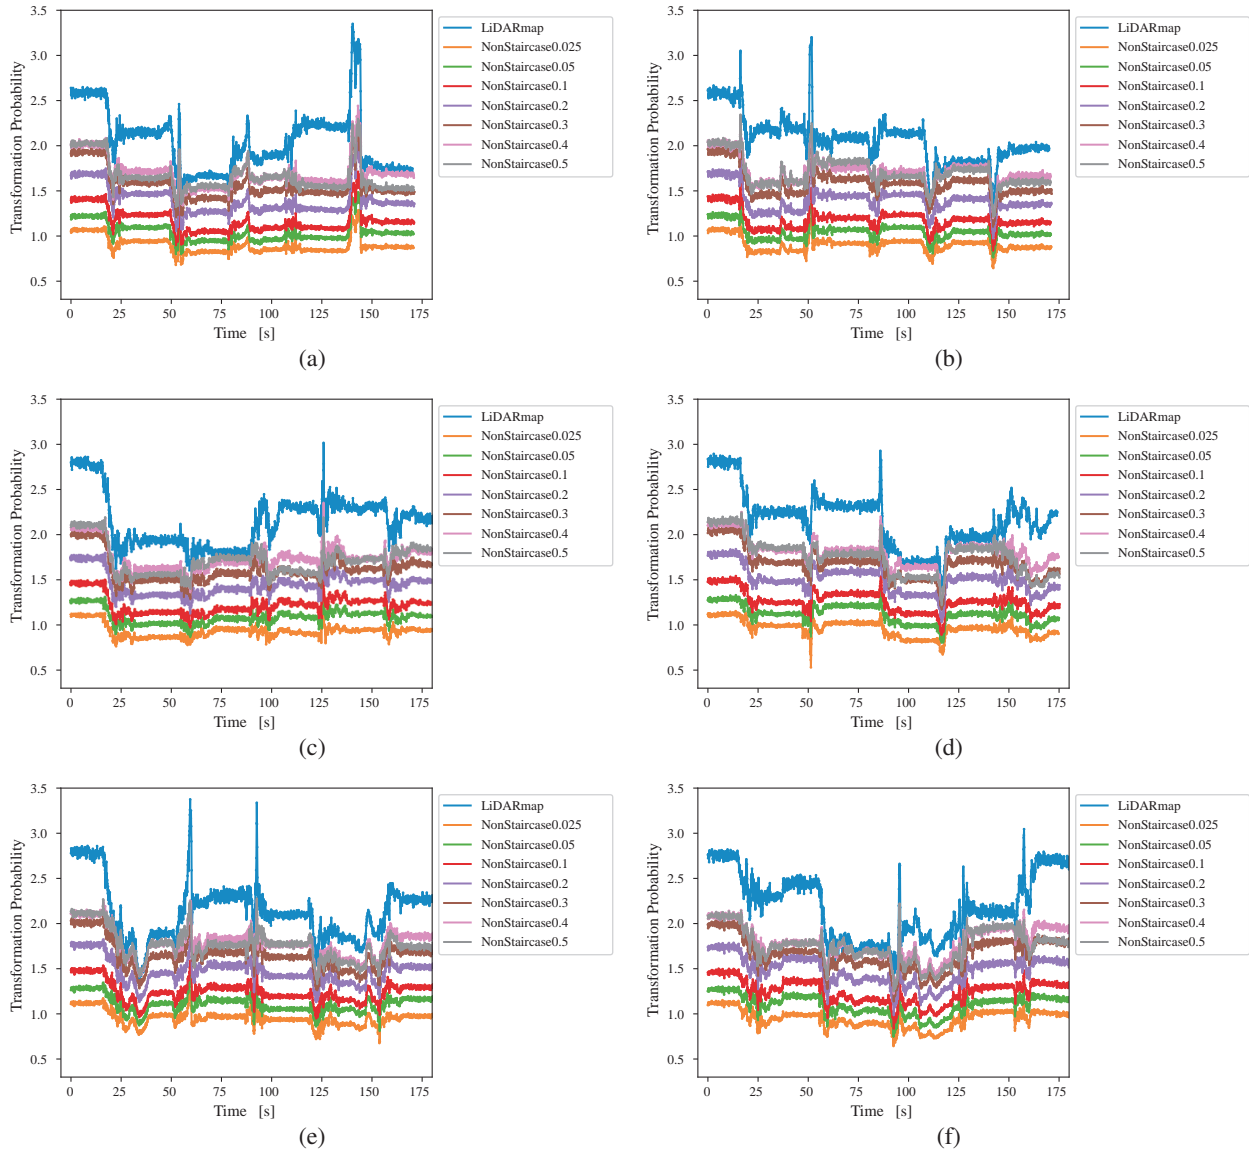 3.5
3.0
2.5
2.0
1.5
1.0
0.5
Transformation Probability
0 25 50 75 100 125 150 175
Time [s]
LiDARmap
NonStaircase0.025
NonStaircase0.05
NonStaircase0.1
NonStaircase0.2
NonStaircase0.3
NonStaircase0.4
NonStaircase0.5
(a)
3.5
3.0
2.5
2.0
1.5
1.0
0.5
Transformation Probability
0 25 50 75 100 125 150 175
Time [s]
LiDARmap
NonStaircase0.025
NonStaircase0.05
NonStaircase0.1
NonStaircase0.2
NonStaircase0.3
NonStaircase0.4
NonStaircase0.5
(b)
3.5
3.0
2.5
2.0
1.5
1.0
0.5
Transformation Probability
0 25 50 75 100 125 150 175
Time [s]
LiDARmap
NonStaircase0.025
NonStaircase0.05
NonStaircase0.1
NonStaircase0.2
NonStaircase0.3
NonStaircase0.4
NonStaircase0.5
(c)
3.5
3.0
2.5
2.0
1.5
1.0
0.5
Transformation Probability
0 25 50 75 100 125 150 175
Time [s]
LiDARmap
NonStaircase0.025
NonStaircase0.05
NonStaircase0.1
NonStaircase0.2
NonStaircase0.3
NonStaircase0.4
NonStaircase0.5
(d)
3.5
3.0
2.5
2.0
1.5
1.0
0.5
Transformation Probability
0 25 50 75 100 125 150 175
Time [s]
LiDARmap
NonStaircase0.025
NonStaircase0.05
NonStaircase0.1
NonStaircase0.2
NonStaircase0.3
NonStaircase0.4
NonStaircase0.5
(e)
3.5
3.0
2.5
2.0
1.5
1.0
0.5
Transformation Probability
0 25 50 75 100 125 150 175
Time [s]
LiDARmap
NonStaircase0.025
NonStaircase0.05
NonStaircase0.1
NonStaircase0.2
NonStaircase0.3
NonStaircase0.4
NonStaircase0.5
(f)